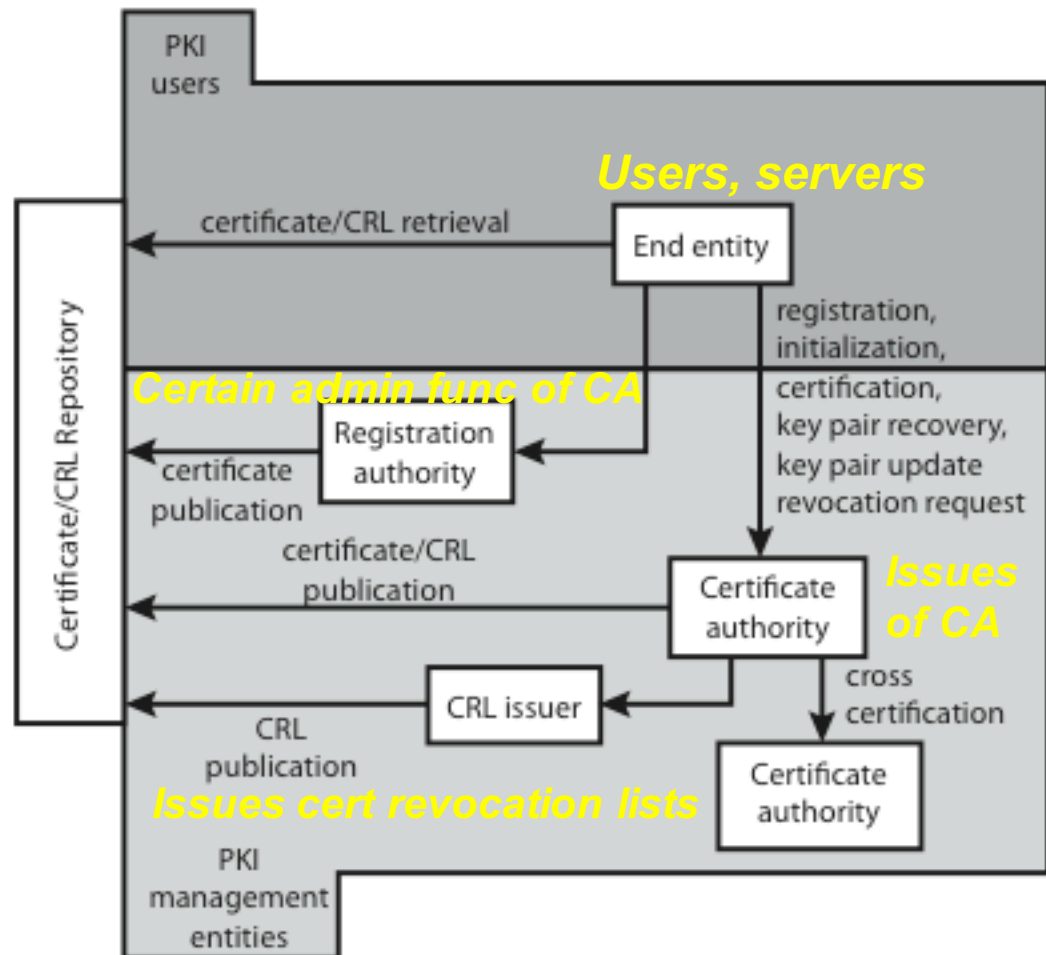 PKI
users
Users, servers
certificate/CRL retrieval
End entity
registration,
initialization,
certification,
key pair recovery,
key pair update
revocation request
Certificate/CRL Repository
Certain admin func of CA
Registration
authority
certificate
publication
certificate/CRL
publication
Certificate
authority
Issues
of CA
cross
certification
CRL issuer
CRL
publication
Certificate
authority
Issues cert revocation lists
PKI
management
entities